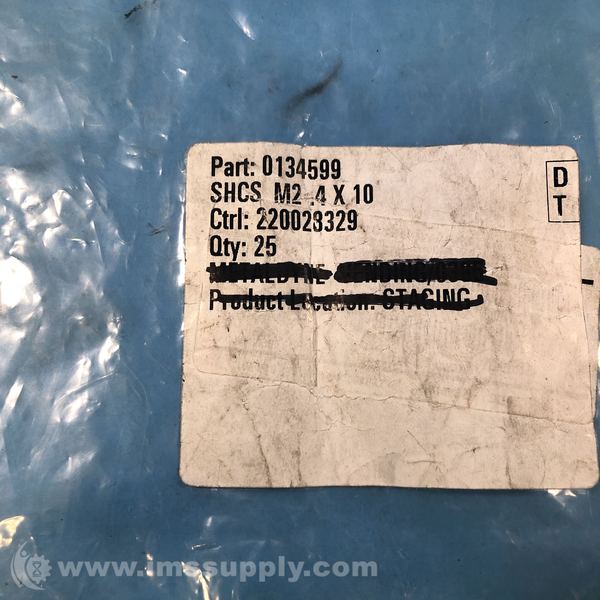 Part: 0134599
SHCS M2 .4 X 10
Ctrl: 220028329
Qty: 25
Product Location: STAGING
D
T
www.imssupply.com